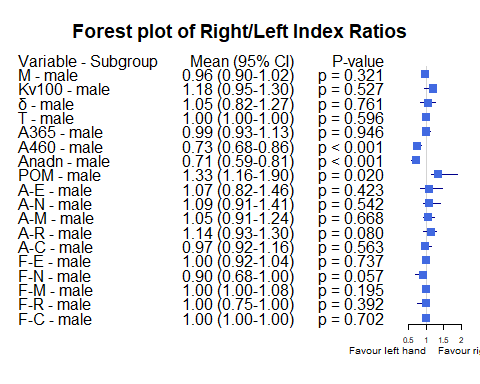 Forest plot of Right/Left Index Ratios
Variable - Subgroup Mean (95% CI) P-value
M - male 0.96 (0.90-1.02) p = 0.321
Kv100 - male 1.18 (0.95-1.30) p = 0.527
δ - male 1.05 (0.82-1.27) p = 0.761
T - male 1.00 (1.00-1.00) p = 0.596
A365 - male 0.99 (0.93-1.13) p = 0.946
A460 - male 0.73 (0.68-0.86) p < 0.001
Anadn - male 0.71 (0.59-0.81) p < 0.001
POM - male 1.33 (1.16-1.90) p = 0.020
A-E - male 1.07 (0.82-1.46) p = 0.423
A-N - male 1.09 (0.91-1.41) p = 0.542
A-M - male 1.05 (0.91-1.24) p = 0.668
A-R - male 1.14 (0.93-1.30) p = 0.080
A-C - male 0.97 (0.92-1.16) p = 0.563
F-E - male 1.00 (0.92-1.04) p = 0.737
F-N - male 0.90 (0.68-1.00) p = 0.057
F-M - male 1.00 (1.00-1.08) p = 0.195
F-R - male 1.00 (0.75-1.00) p = 0.392
F-C - male 1.00 (1.00-1.00) p = 0.702
0.5 1 1.5 2
Favour left hand Favour ri